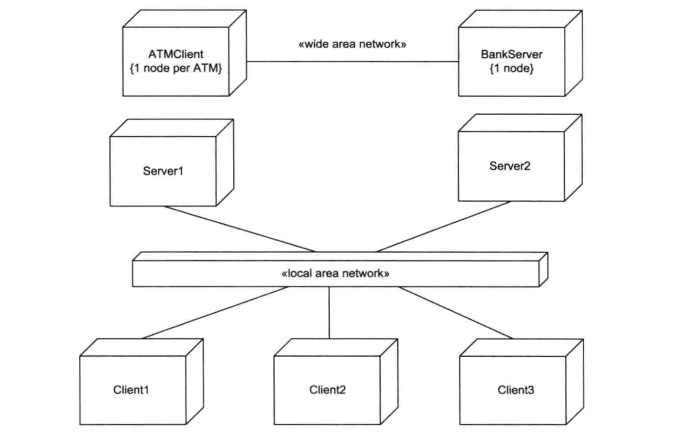 ATMClient
{1 node per ATM}
«wide area network»
BankServer
{1 node}
Server1
Server2
«local area network»
Client1
Client2
Client3